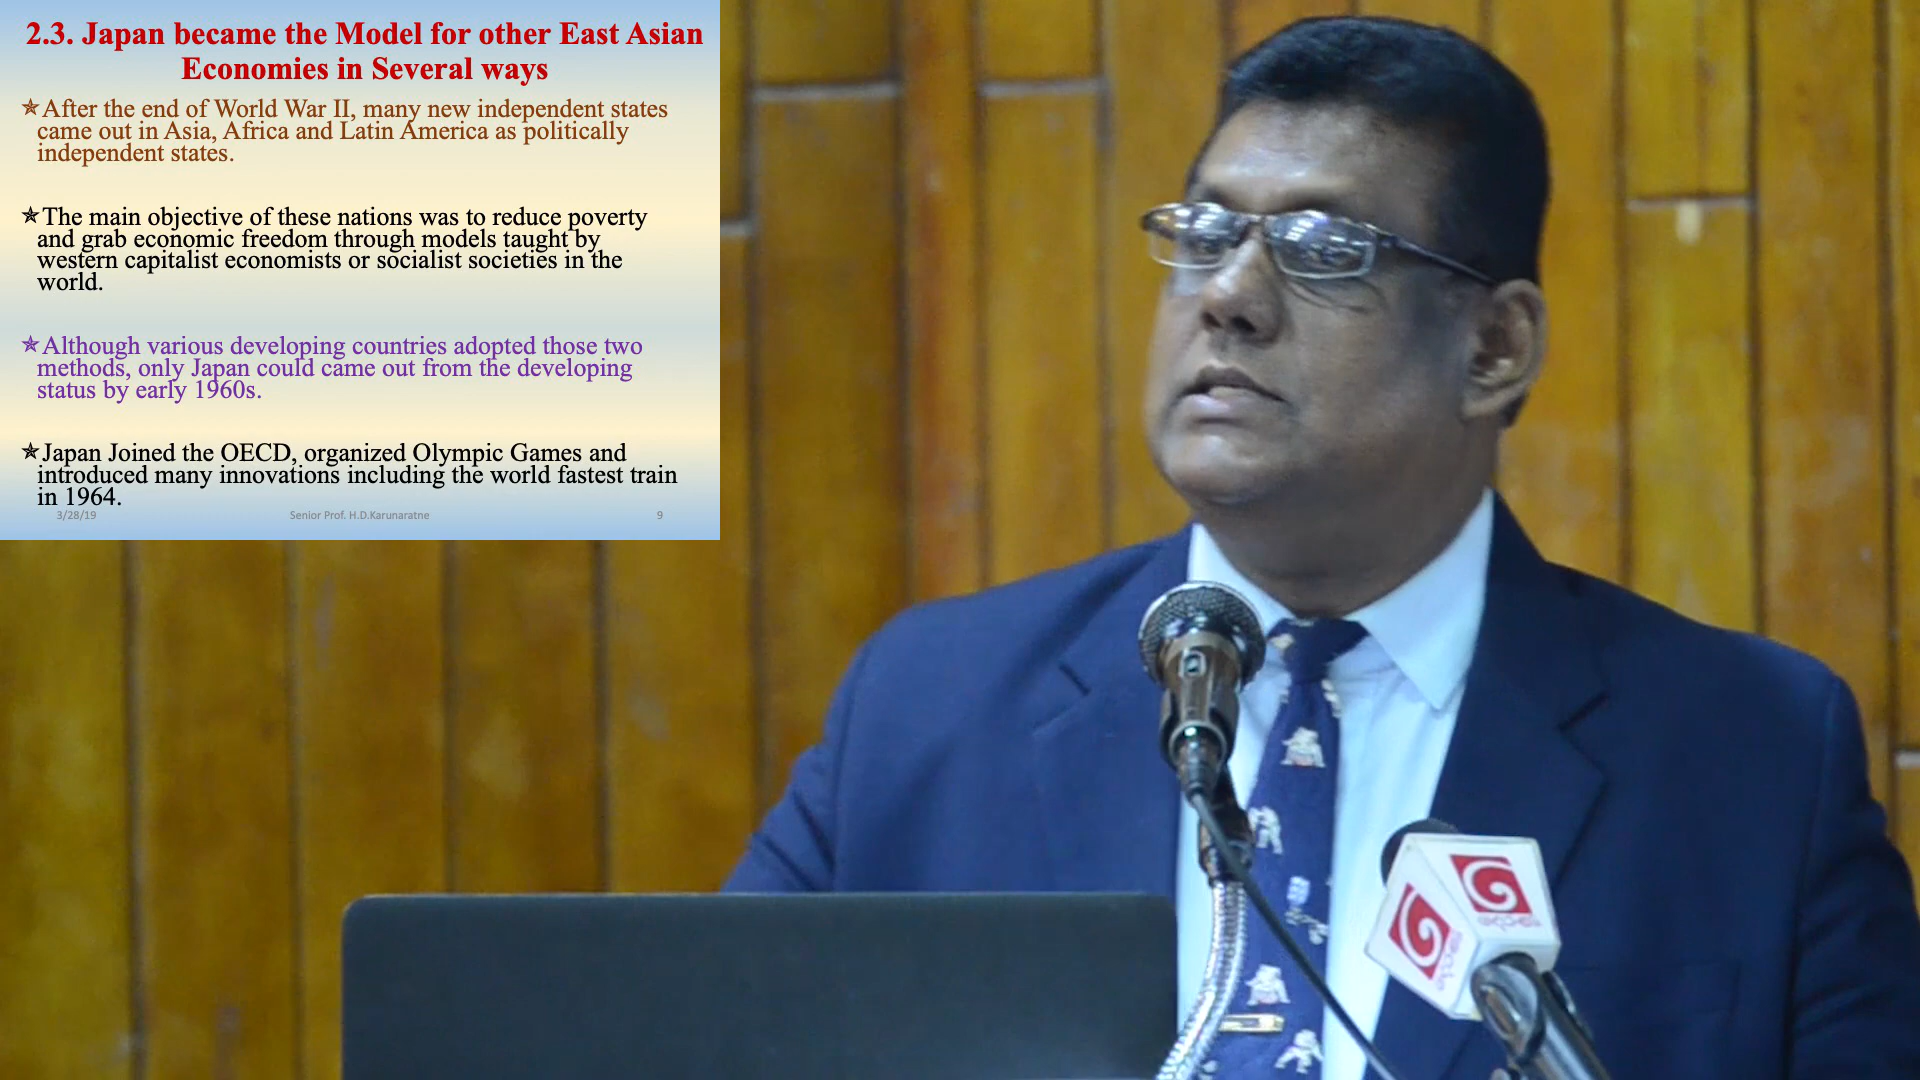 2.3. Japan became the Model for other East Asian
Economies in Several ways
✯After the end of World War II, many new independent states
came out in Asia, Africa and Latin America as politically
independent states.
✯The main objective of these nations was to reduce poverty
and grab economic freedom through models taught by
western capitalist economists or socialist societies in the
world.
✯Although various developing countries adopted those two
methods, only Japan could came out from the developing
status by early 1960s.
✯Japan Joined the OECD, organized Olympic Games and
introduced many innovations including the world fastest train
in 1964.
3/28/19 Senior Prof. H.D.Karunaratne 9